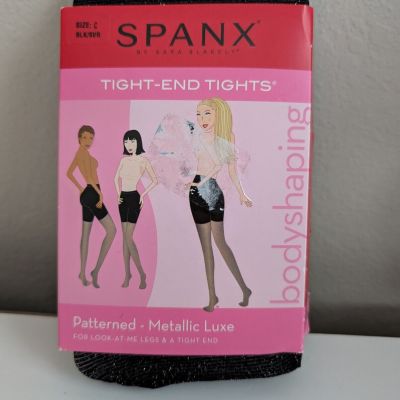 SIZE: C
BLK/SVR
SPANX®
BY SARA BLAKELY®
TIGHT-END TIGHTS®
bodyshaping
Patterned - Metallic Luxe
FOR LOOK-AT-ME LEGS & A TIGHT END